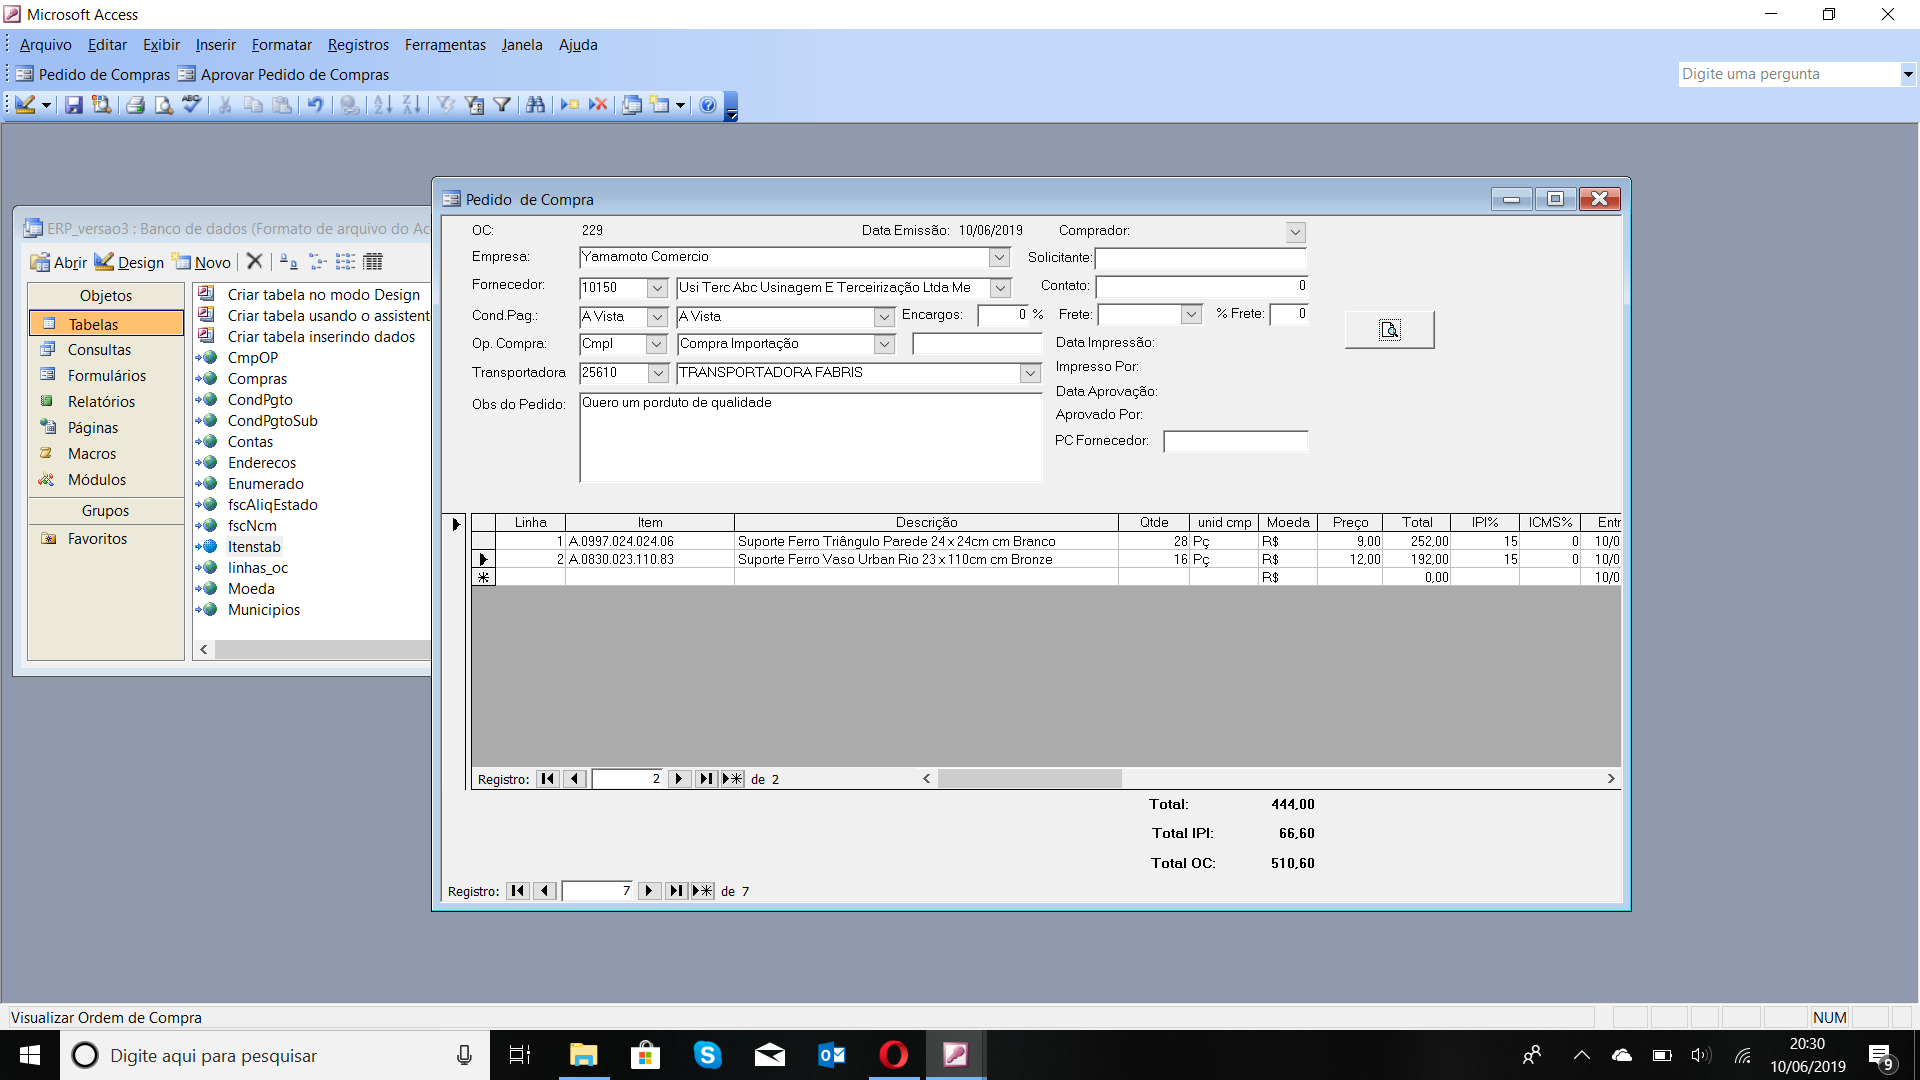 Microsoft Access
Arquivo Editar Exibir Inserir Formatar Registros Ferramentas Janela Ajuda
Pedido de Compras Aprovar Pedido de Compras
Digite uma pergunta
ERP_versao3 : Banco de dados (Formato de arquivo do Ac
Abrir Design Novo
Objetos
Tabelas
Consultas
Formulários
Relatórios
Páginas
Macros
Módulos
Grupos
Favoritos
Criar tabela no modo Design
Criar tabela usando o assistent
Criar tabela inserindo dados
CmpOP
Compras
CondPgto
CondPgtoSub
Contas
Enderecos
Enumerado
fscAliqEstado
fscNcm
Itenstab
linhas_oc
Moeda
Municipios
Pedido de Compra
OC: 229 Data Emissão: 10/06/2019 Comprador:
Empresa: Yamamoto Comercio Solicitante:
Fornecedor: 10150 Usi Terc Abc Usinagem E Terceirização Ltda Me Contato: 0
Cond.Pag.: A Vista A Vista Encargos: 0 % Frete: % Frete: 0
Op. Compra: Cmpl Compra Importação Data Impressão:
Impresso Por:
Transportadora 25610 TRANSPORTADORA FABRIS
Data Aprovação:
Obs do Pedido: Quero um porduto de qualidade
Aprovado Por:
PC Fornecedor:
Linha Item Descrição Qtde unid cmp Moeda Preço Total IPI% ICMS% Entr
1 A.0997.024.024.06 Suporte Ferro Triângulo Parede 24 x 24cm cm Branco 28 Pç R$ 9,00 252,00 15 0 10/0
2 A.0830.023.110.83 Suporte Ferro Vaso Urban Rio 23 x 110cm cm Bronze 16 Pç R$ 12,00 192,00 15 0 10/0
R$ 0,00 10/0
Registro: 2 de 2
Total: 444,00
Total IPI: 66,60
Total OC: 510,60
Registro: 7 de 7
Visualizar Ordem de Compra
NUM
Digite aqui para pesquisar
20:30
10/06/2019
9